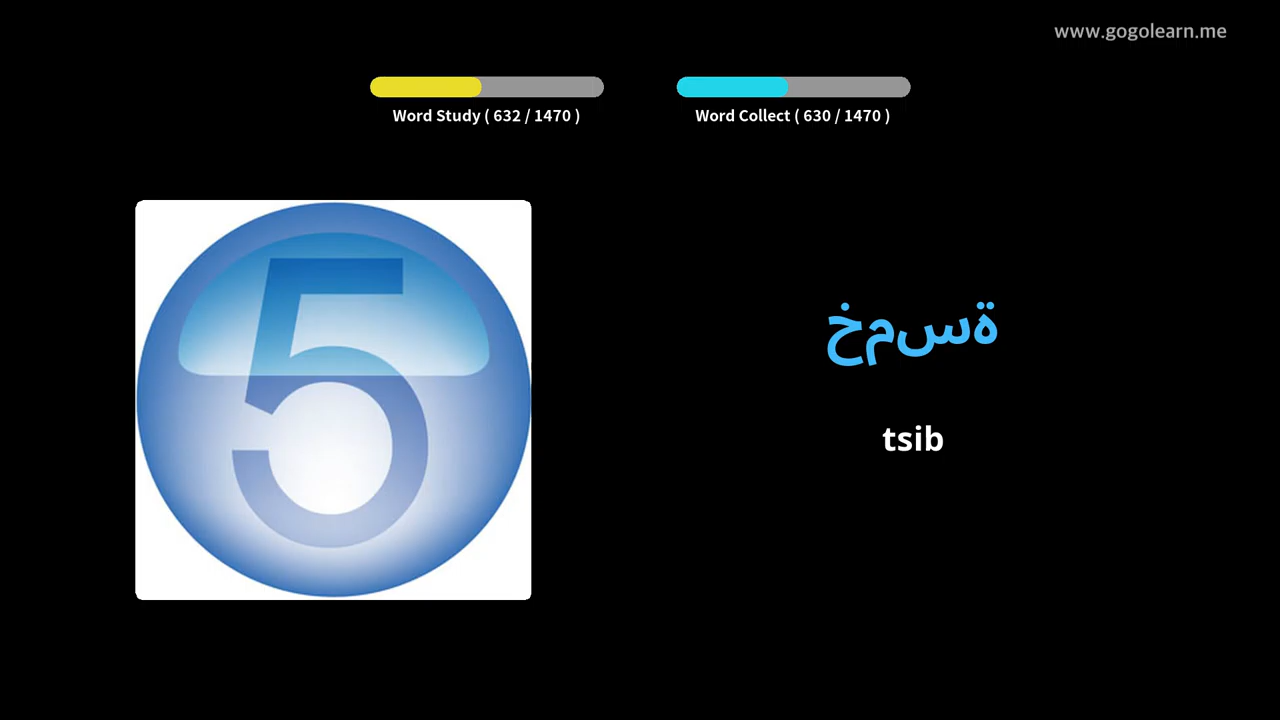 www.gogolearn.me
Word Study ( 632 / 1470 )
Word Collect ( 630 / 1470 )
5
خمسة
tsib